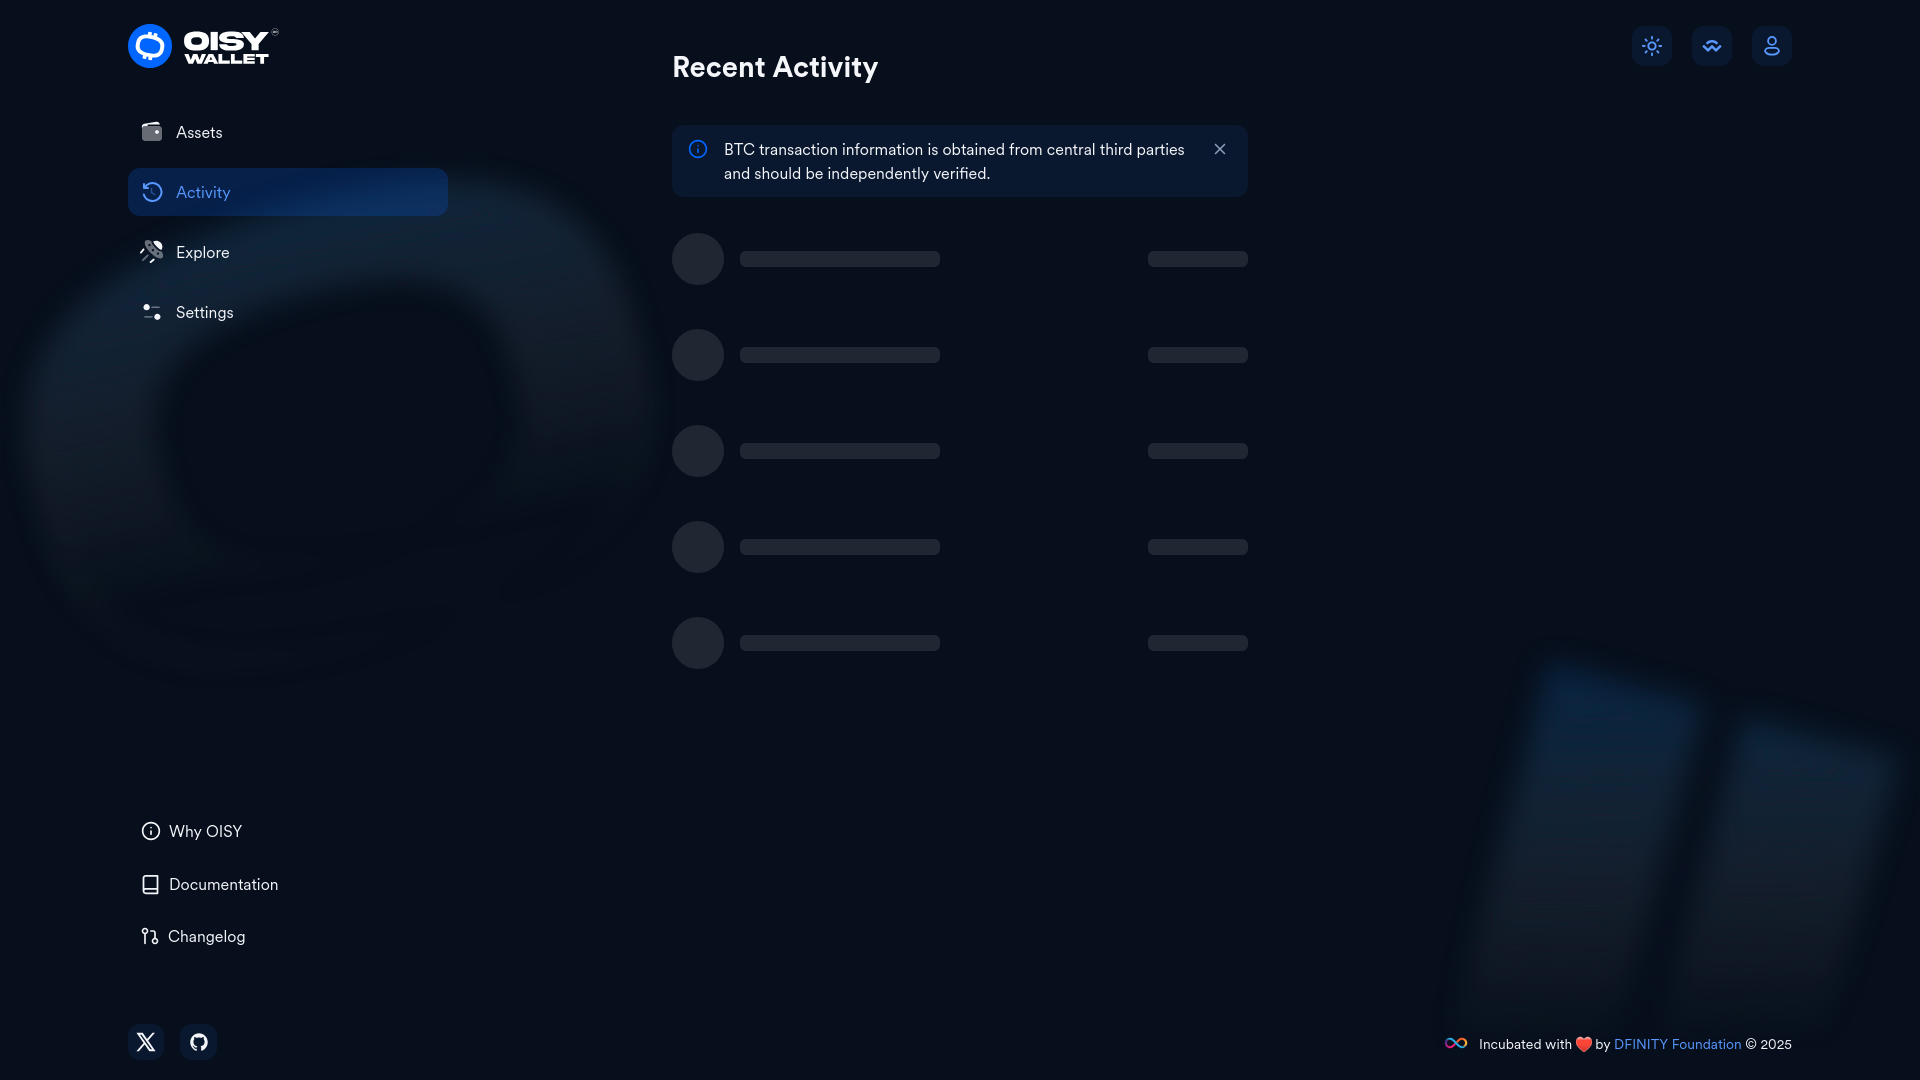 OISY
WALLET
Assets
Activity
Explore
Settings
Recent Activity
BTC transaction information is obtained from central third parties
and should be independently verified.
Why OISY
Documentation
Changelog
Incubated with ❤️ by DFINITY Foundation © 2025